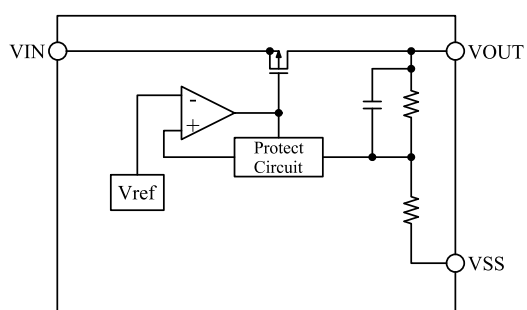 VIN
VOUT
-
+
Protect
Circuit
Vref
VSS